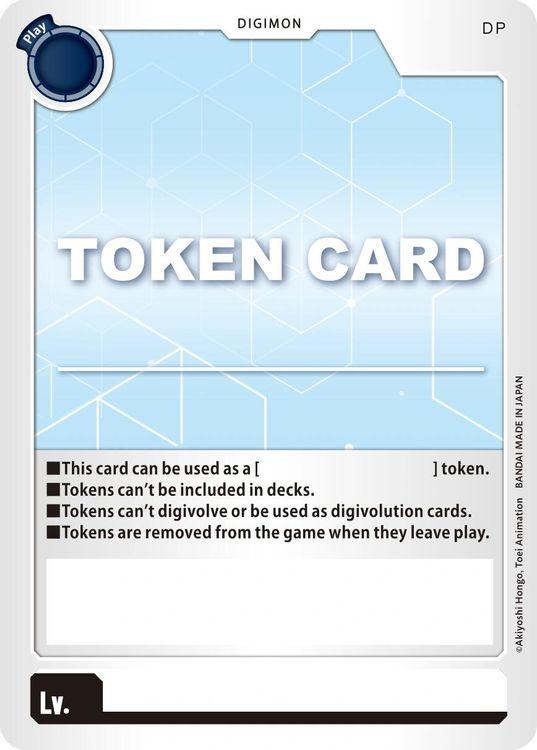 Play
DIGIMON
DP
TOKEN CARD
■This card can be used as a [ ] token.
■Tokens can't be included in decks.
■Tokens can't digivolve or be used as digivolution cards.
■Tokens are removed from the game when they leave play.
©Akiyoshi Hongo, Toei Animation BANDAI MADE IN JAPAN
Lv.